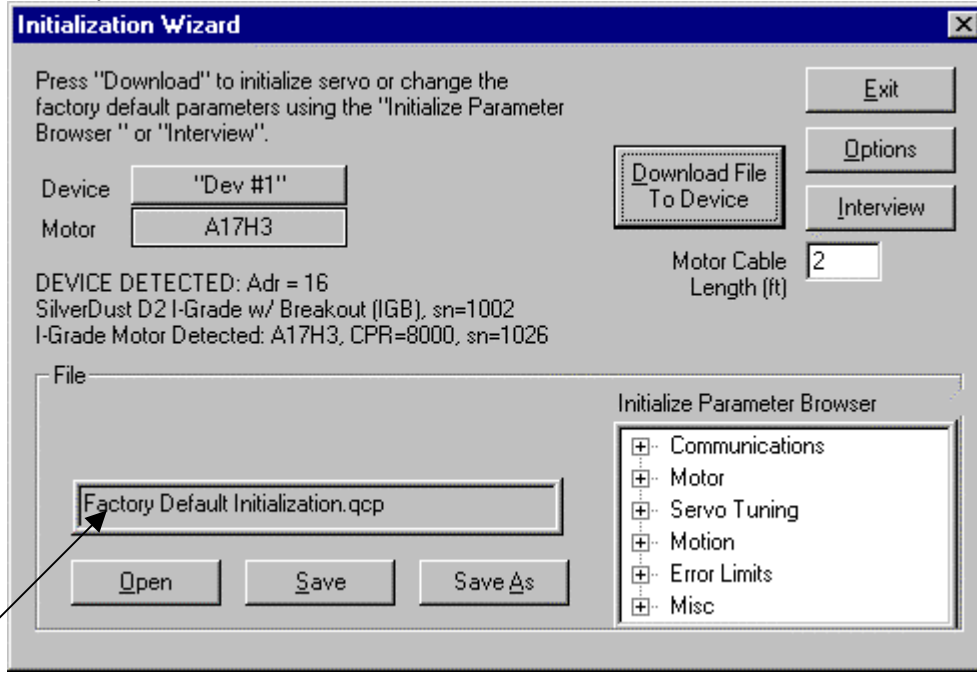 Initialization Wizard
Press "Download" to initialize servo or change the
factory default parameters using the "Initialize Parameter
Browser " or "Interview".
Exit
Options
Interview
Download File
To Device
Device
"Dev #1"
Motor
A17H3
Motor Cable
Length (ft)
2
DEVICE DETECTED: Adr = 16
SilverDust D2 I-Grade w/ Breakout (IGB), sn=1002
I-Grade Motor Detected: A17H3, CPR=8000, sn=1026
File
Factory Default Initialization.qcp
Open
Save
Save As
Initialize Parameter Browser
Communications
Motor
Servo Tuning
Motion
Error Limits
Misc